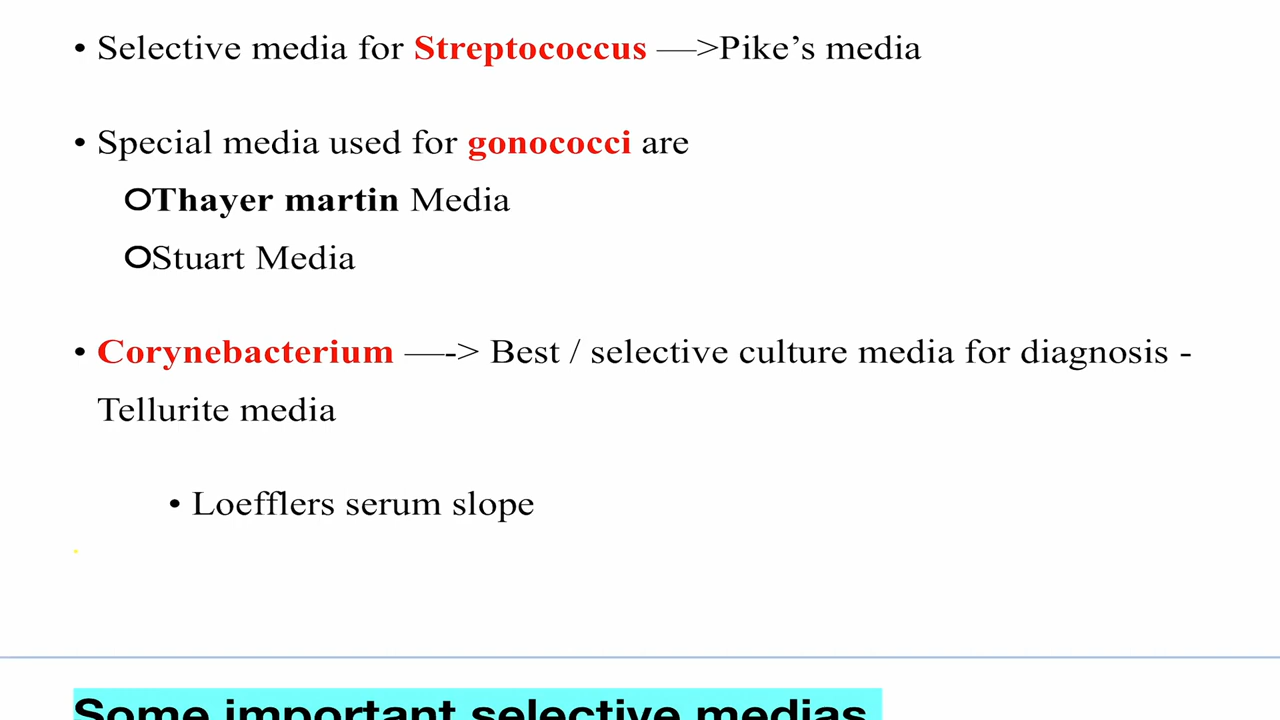 • Selective media for Streptococcus —->Pike’s media
• Special media used for gonococci are
⭘Thayer martin Media
⭘Stuart Media
• Corynebacterium —-> Best / selective culture media for diagnosis -
Tellurite media
• Loefflers serum slope
Some important selective medias